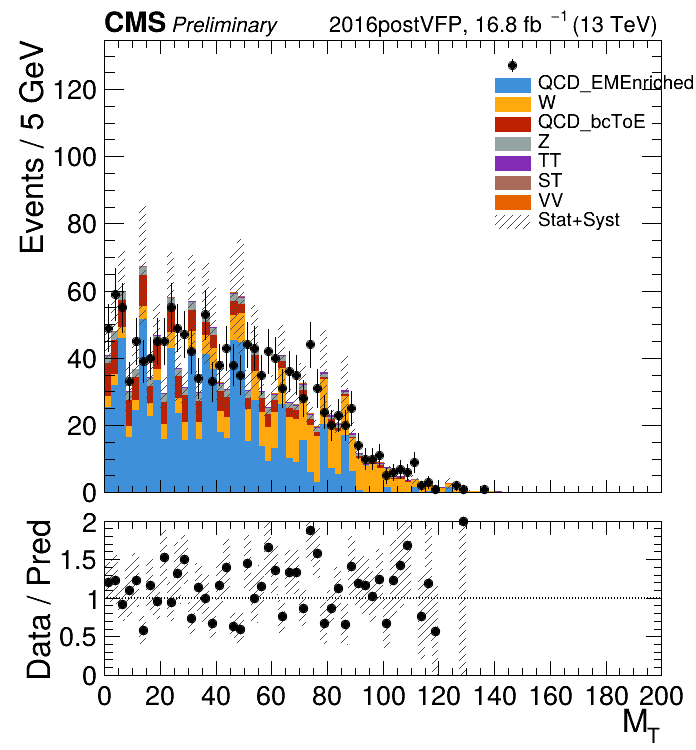 CMS Preliminary 2016postVFP, 16.8 fb⁻¹ (13 TeV)
Events / 5 GeV
120
100
80
60
40
20
0
QCD_EMEnriched
W
QCD_bcToE
Z
TT
ST
VV
Stat+Syst
Data / Pred
2
1.5
1
0.5
0
0 20 40 60 80 100 120 140 160 180 200
M_T